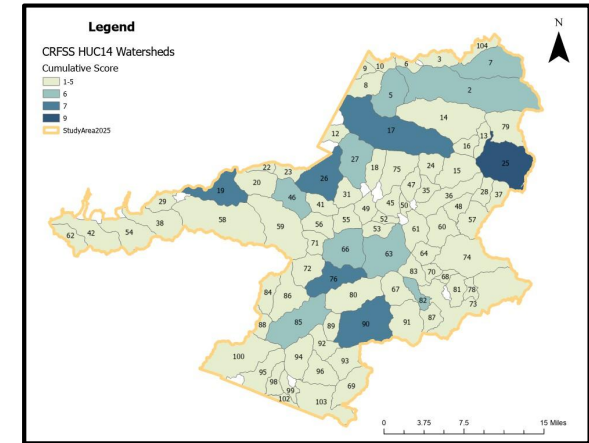 Legend
CRFSS HUC14 Watersheds
Cumulative Score
1-5
6
7
9
StudyArea2025
N
104
9 10 6 3 7
8 5 2
14
12 17 13 79
16
27 18 75 24 15 25
22 23 26
19 20 47 35 28 37
46 41 31 45 50 36 48
29 49
58 59 56 55 52 57
62 42 54 38 53 61 60
71 66 63 64 74
72 76 83 70 68
84 86 80 67 81 78
82 73
85 90 91 87
88 89
92
100 94 93
95 96
98 99 69
102 103
0 3.75 7.5 15 Miles